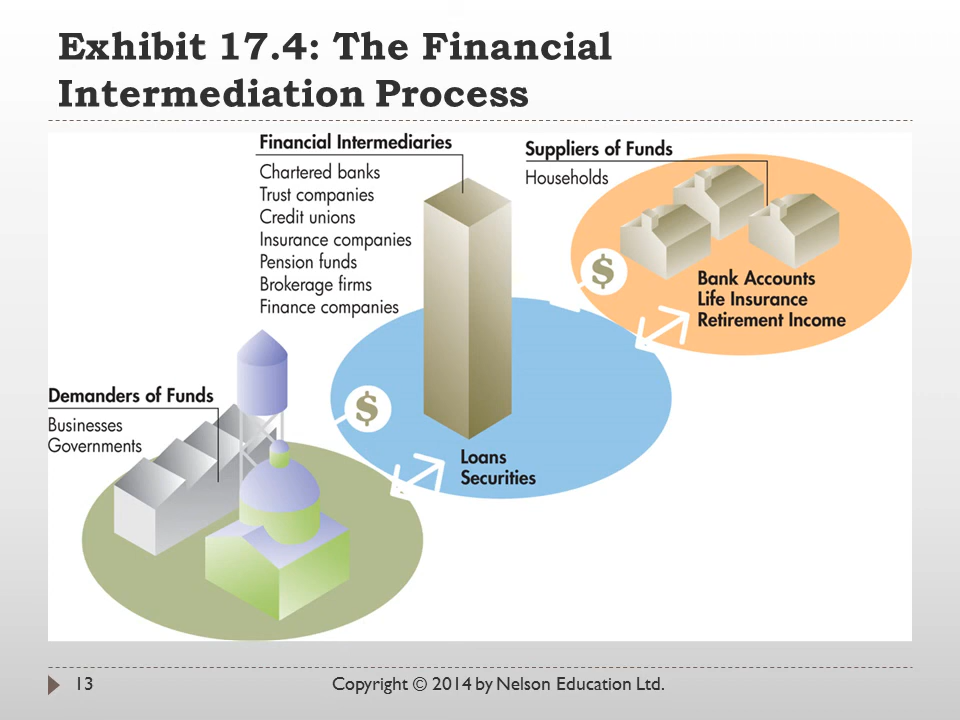 Exhibit 17.4: The Financial
Intermediation Process
Financial Intermediaries
Chartered banks
Trust companies
Credit unions
Insurance companies
Pension funds
Brokerage firms
Finance companies
Suppliers of Funds
Households
$
Bank Accounts
Life Insurance
Retirement Income
Demanders of Funds
Businesses
Governments
$
Loans
Securities
13
Copyright © 2014 by Nelson Education Ltd.